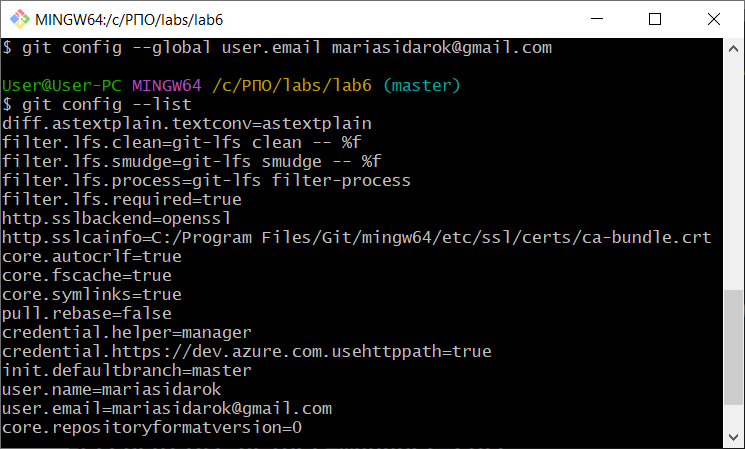 MINGW64:/c/РПО/labs/lab6
$ git config --global user.email mariasidarok@gmail.com
User@User-PC MINGW64 /c/РПО/labs/lab6 (master)
$ git config --list
diff.astextplain.textconv=astextplain
filter.lfs.clean=git-lfs clean -- %f
filter.lfs.smudge=git-lfs smudge -- %f
filter.lfs.process=git-lfs filter-process
filter.lfs.required=true
http.sslbackend=openssl
http.sslcainfo=C:/Program Files/Git/mingw64/etc/ssl/certs/ca-bundle.crt
core.autocrlf=true
core.fscache=true
core.symlinks=true
pull.rebase=false
credential.helper=manager
credential.https://dev.azure.com.usehttppath=true
init.defaultbranch=master
user.name=mariasidarok
user.email=mariasidarok@gmail.com
core.repositoryformatversion=0